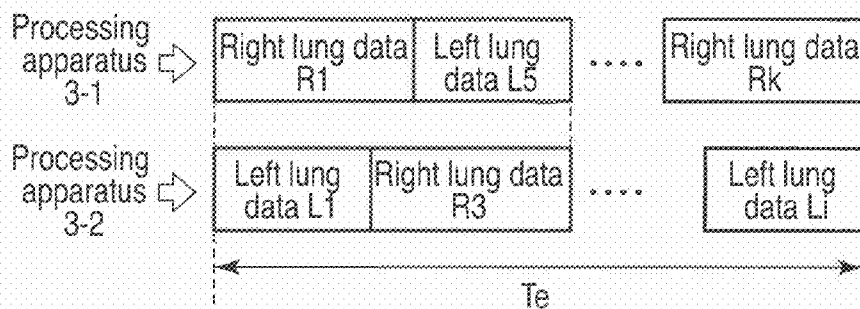 Processing
apparatus
3-1
Right lung data
R1
Left lung
data L5
....
Right lung data
Rk
Processing
apparatus
3-2
Left lung
data L1
Right lung data
R3
....
Left lung
data Li
Te